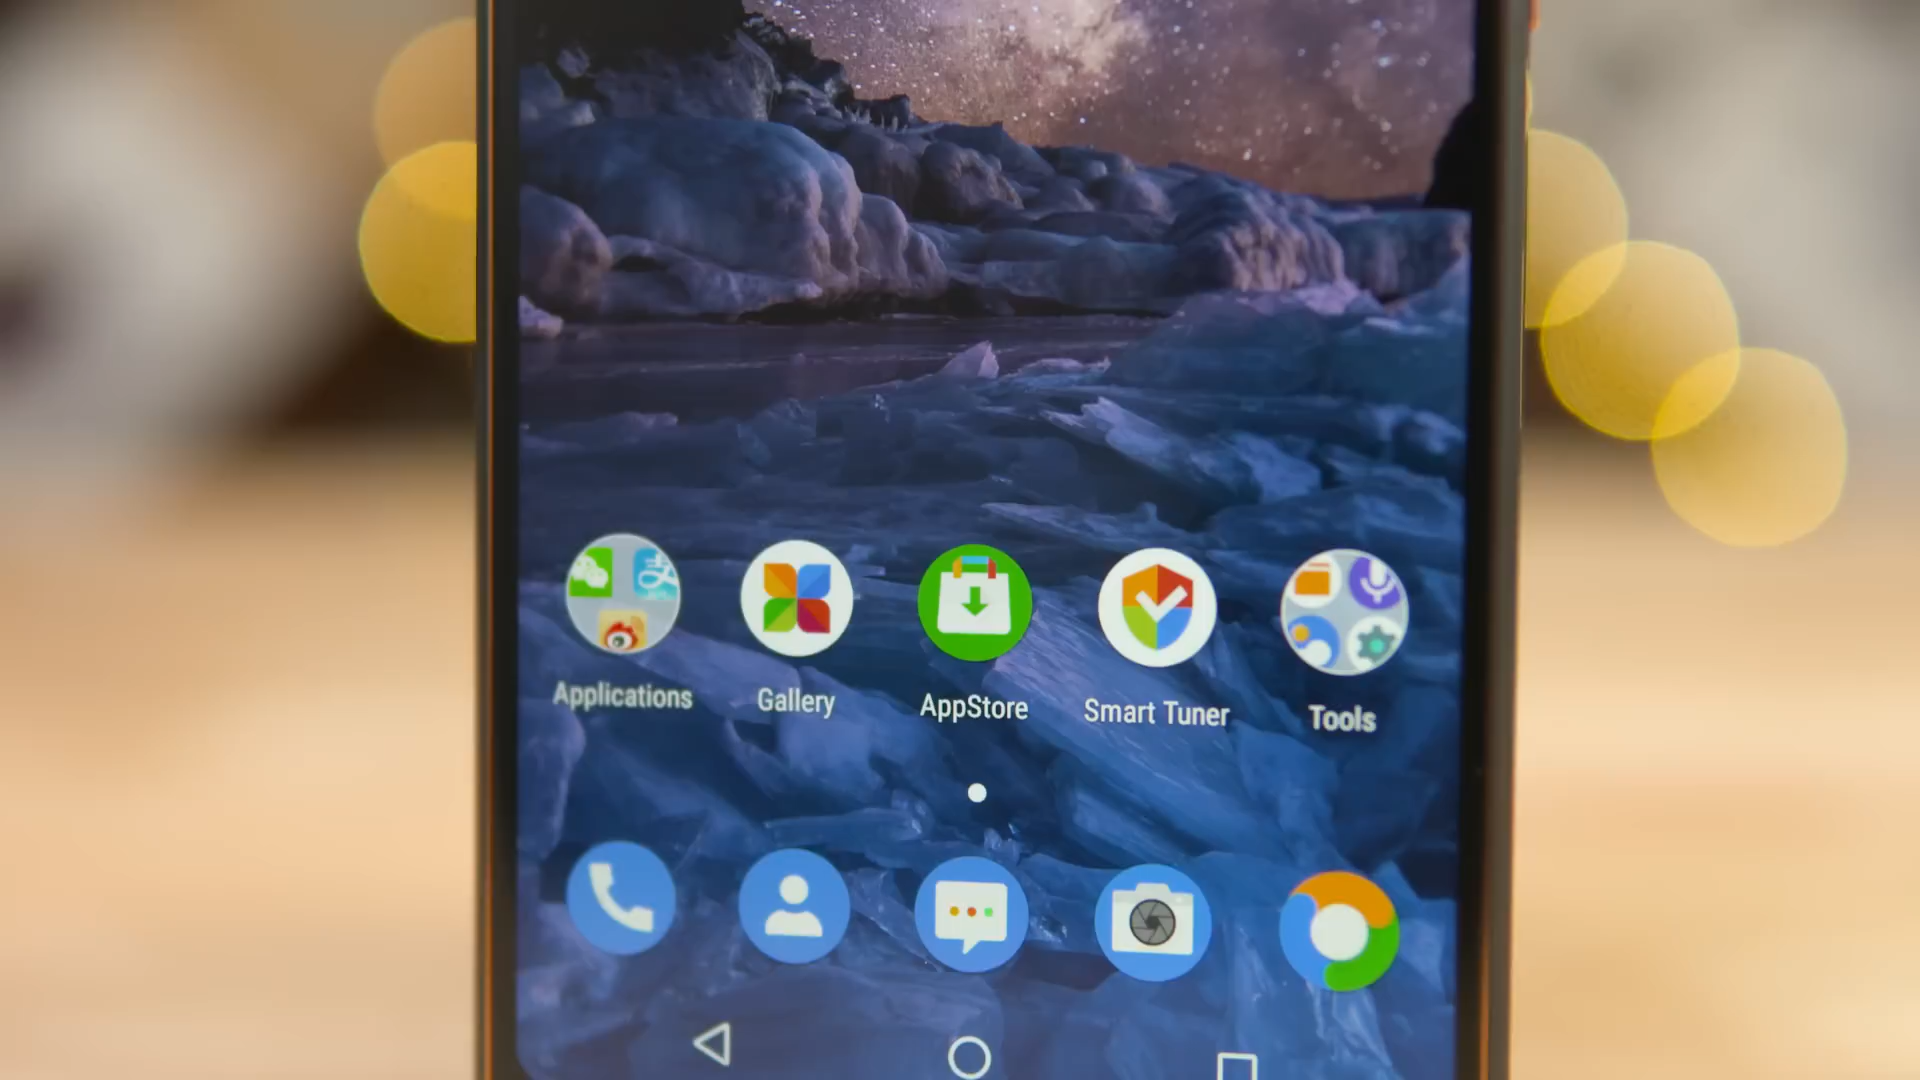 Applications
Gallery
AppStore
Smart Tuner
Tools